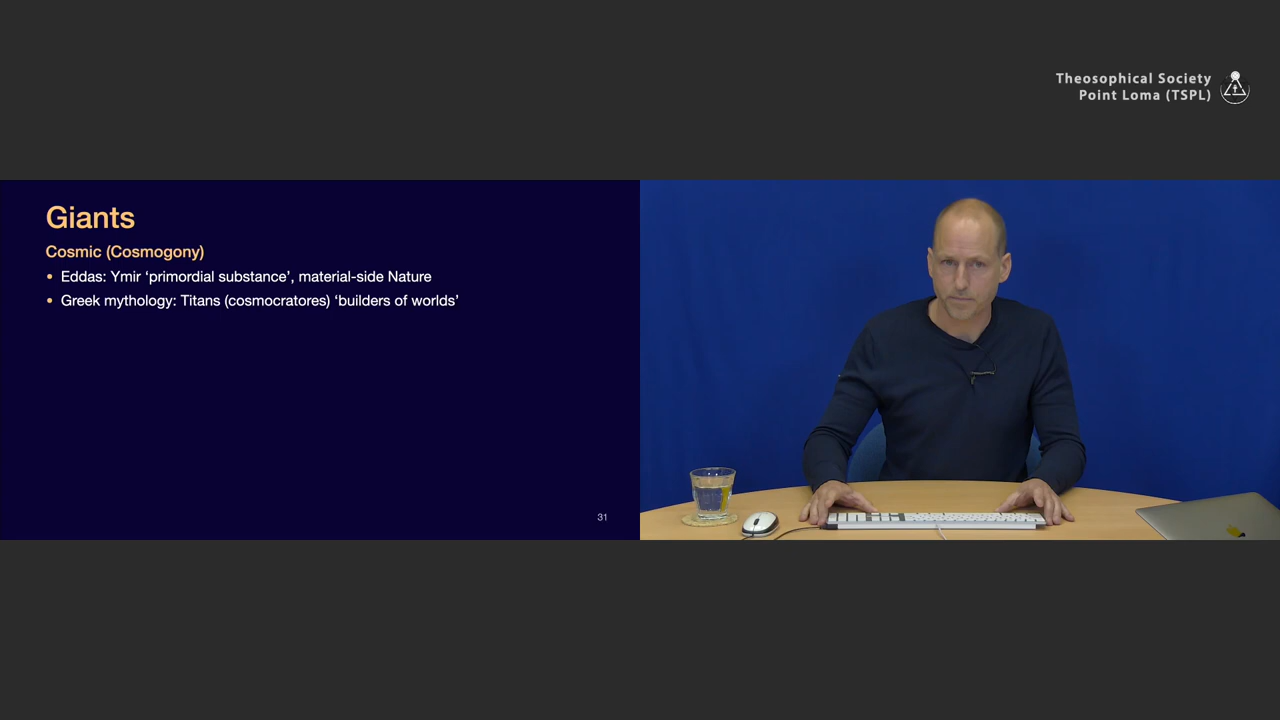 Theosophical Society
Point Loma (TSPL)
Giants
Cosmic (Cosmogony)
• Eddas: Ymir ‘primordial substance’, material-side Nature
• Greek mythology: Titans (cosmocratores) ‘builders of worlds’
31